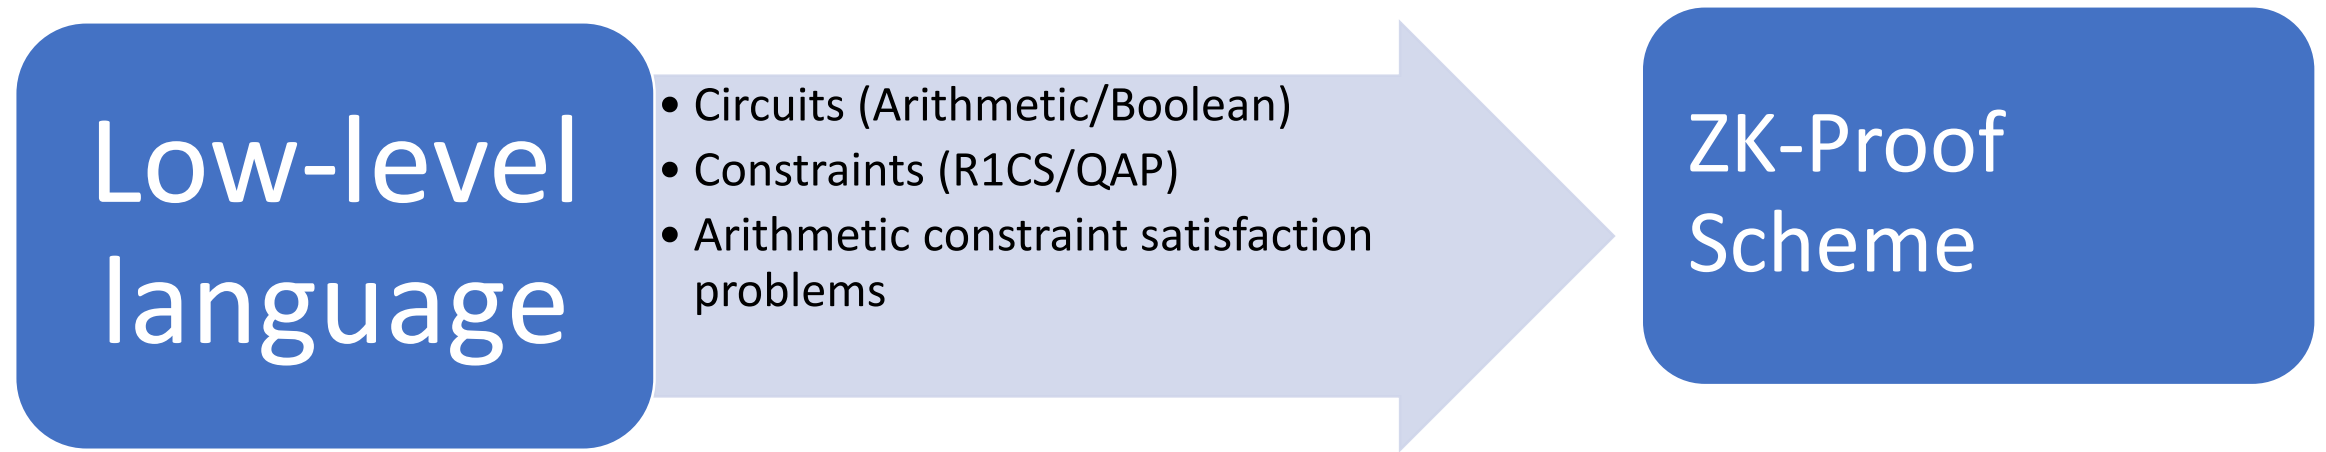 Low-level
language
• Circuits (Arithmetic/Boolean)
• Constraints (R1CS/QAP)
• Arithmetic constraint satisfaction
problems
ZK-Proof
Scheme